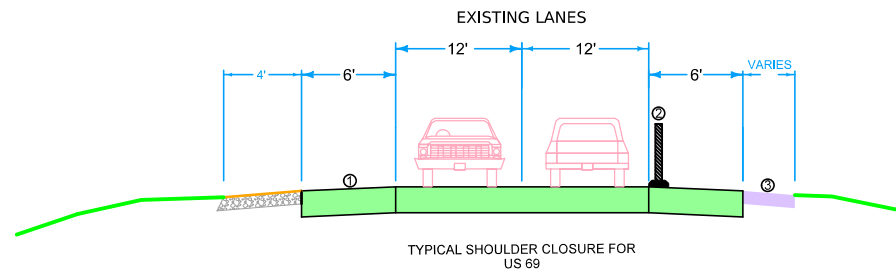 EXISTING LANES
12' 12'
4' 6' 6' VARIES
②
① ③
TYPICAL SHOULDER CLOSURE FOR
US 69